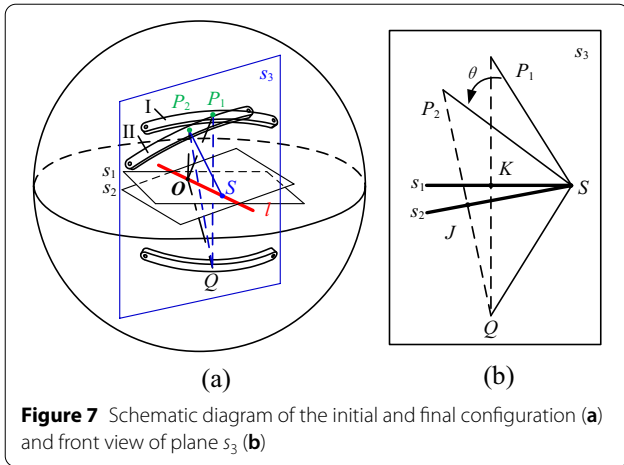 s₃
P₂ P₁
I
II
s₁
s₂
O
S
l
Q
(a)
s₃
θ
P₁
P₂
K
s₁
S
s₂
J
Q
(b)
Figure 7 Schematic diagram of the initial and final configuration (a)
and front view of plane s₃ (b)